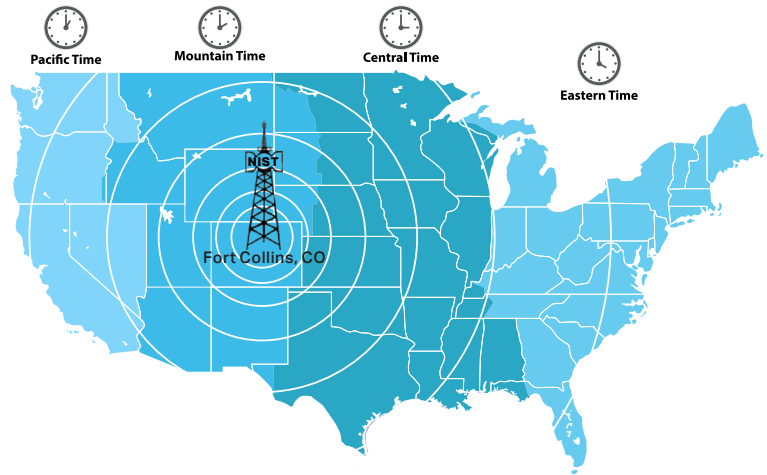 Pacific Time
Mountain Time
Central Time
Eastern Time
NIST
Fort Collins, CO